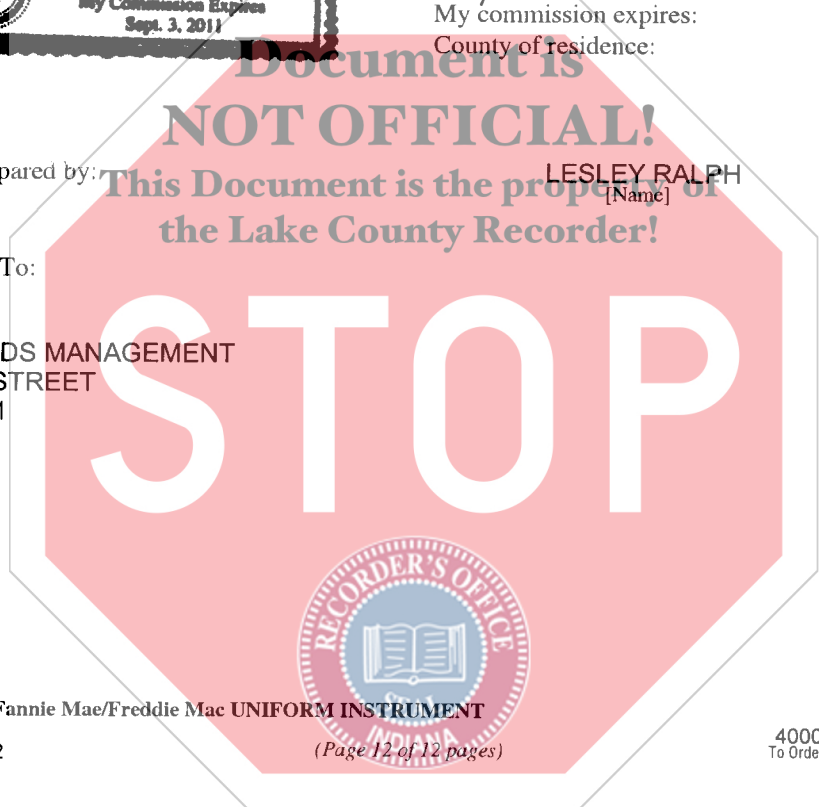 My Commission Expires
Sept. 3, 2011
My commission expires:
County of residence:
Document is
NOT OFFICIAL!
pared by:
LESLEY RALPH
[Name]
This Document is the property of
the Lake County Recorder!
To:
DS MANAGEMENT
STREET
STOP
RECORDER'S OFFICE
SEAL
INDIANA
Fannie Mae/Freddie Mac UNIFORM INSTRUMENT
(Page 12 of 12 pages)
4000
To Orde